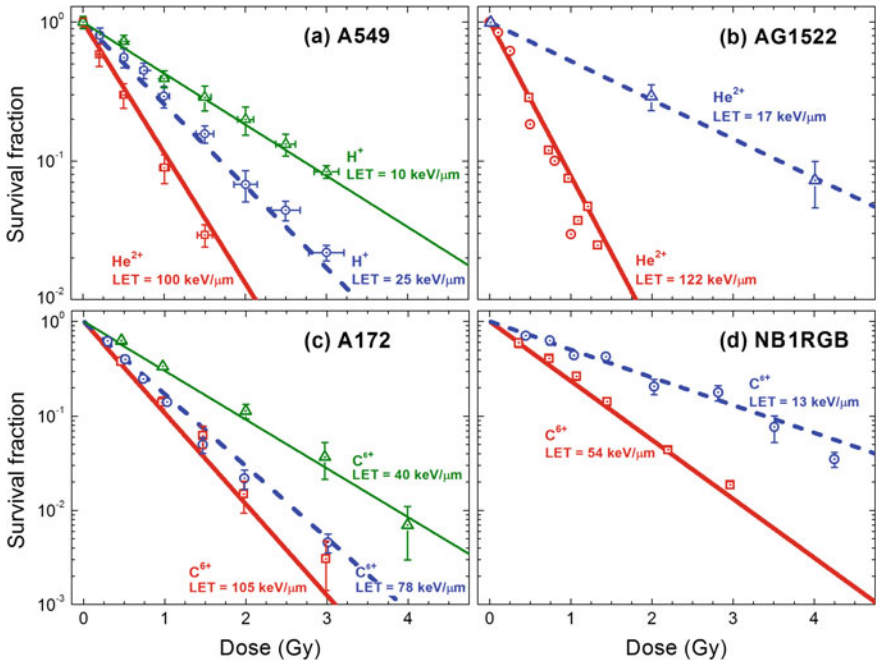 (a) A549
(b) AG1522
10⁰
10⁻¹
10⁻²
Survival fraction
H⁺
LET = 10 keV/μm
He²⁺
LET = 100 keV/μm
H⁺
LET = 25 keV/μm
He²⁺
LET = 17 keV/μm
He²⁺
LET = 122 keV/μm
(c) A172
(d) NB1RGB
10⁰
10⁻¹
10⁻²
10⁻³
Survival fraction
C⁶⁺
LET = 40 keV/μm
C⁶⁺
LET = 105 keV/μm
C⁶⁺
LET = 78 keV/μm
C⁶⁺
LET = 13 keV/μm
C⁶⁺
LET = 54 keV/μm
0 1 2 3 4
0 1 2 3 4
Dose (Gy)
Dose (Gy)